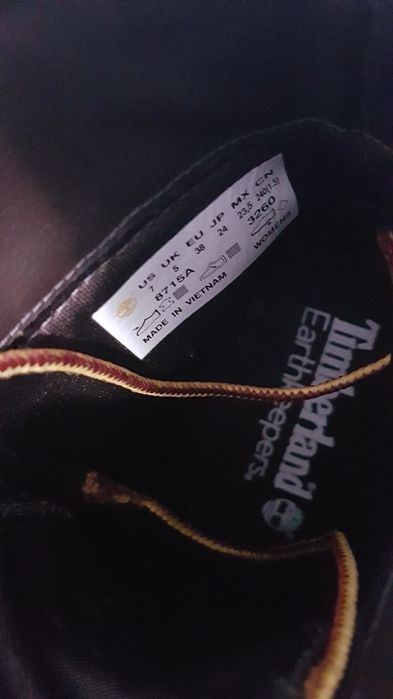 US UK EU JP MX CN
7 5 38 24 23,5 240(1.5)
8715A 3260
WOMENS
MADE IN VIETNAM
Timberland
Earthkeepers.